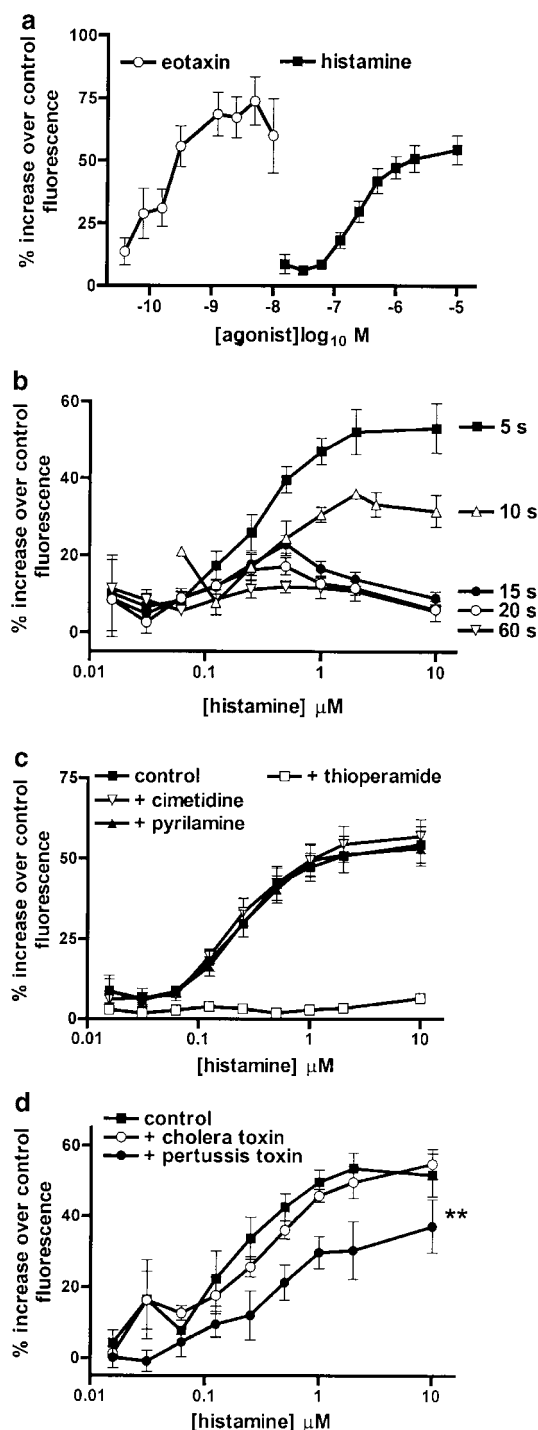 a
% increase over control
fluorescence
eotaxin
histamine
100
75
50
25
0
-10
-9
-8
-7
-6
-5
[agonist]log10 M
b
% increase over control
fluorescence
60
40
20
0
5 s
10 s
15 s
20 s
60 s
0.01
0.1
1
10
[histamine] μM
c
% increase over control
fluorescence
control
+ thioperamide
+ cimetidine
+ pyrilamine
75
50
25
0
0.01
0.1
1
10
[histamine] μM
d
% increase over control
fluorescence
control
+ cholera toxin
+ pertussis toxin
60
40
20
0
**
0.01
0.1
1
10
[histamine] μM